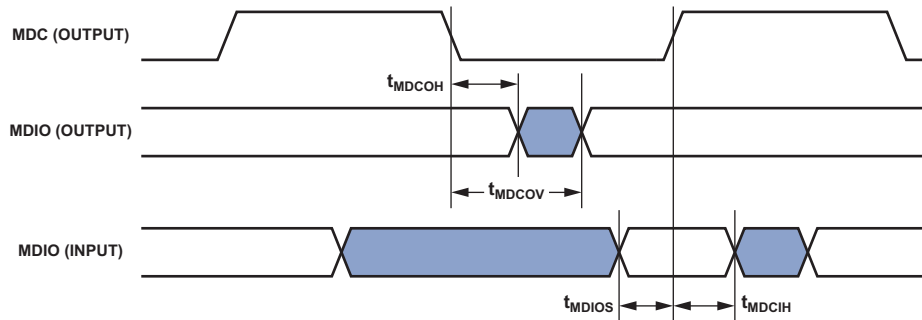 MDC (OUTPUT)
tMDCOH
MDIO (OUTPUT)
tMDCOV
MDIO (INPUT)
tMDIOS
tMDCIH